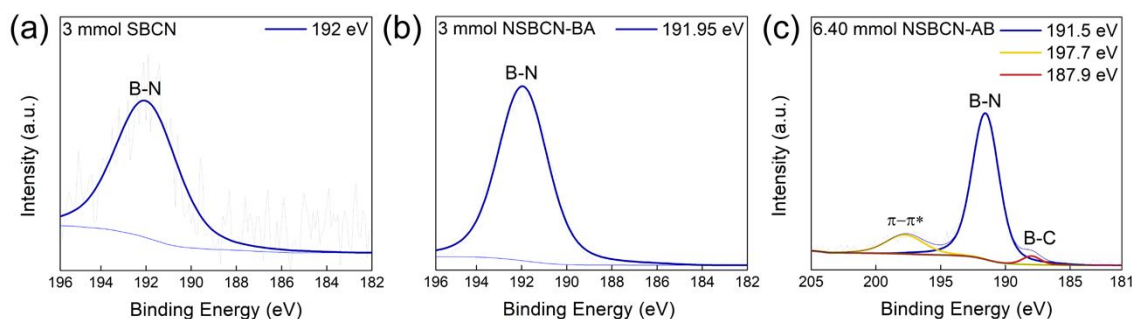 (a)
3 mmol SBCN
192 eV
B-N
Intensity (a.u.)
196 194 192 190 188 186 184 182
Binding Energy (eV)
(b)
3 mmol NSBCN-BA
191.95 eV
B-N
Intensity (a.u.)
196 194 192 190 188 186 184 182
Binding Energy (eV)
(c)
6.40 mmol NSBCN-AB
191.5 eV
197.7 eV
187.9 eV
B-N
π−π*
B-C
Intensity (a.u.)
205 200 195 190 185 181
Binding Energy (eV)